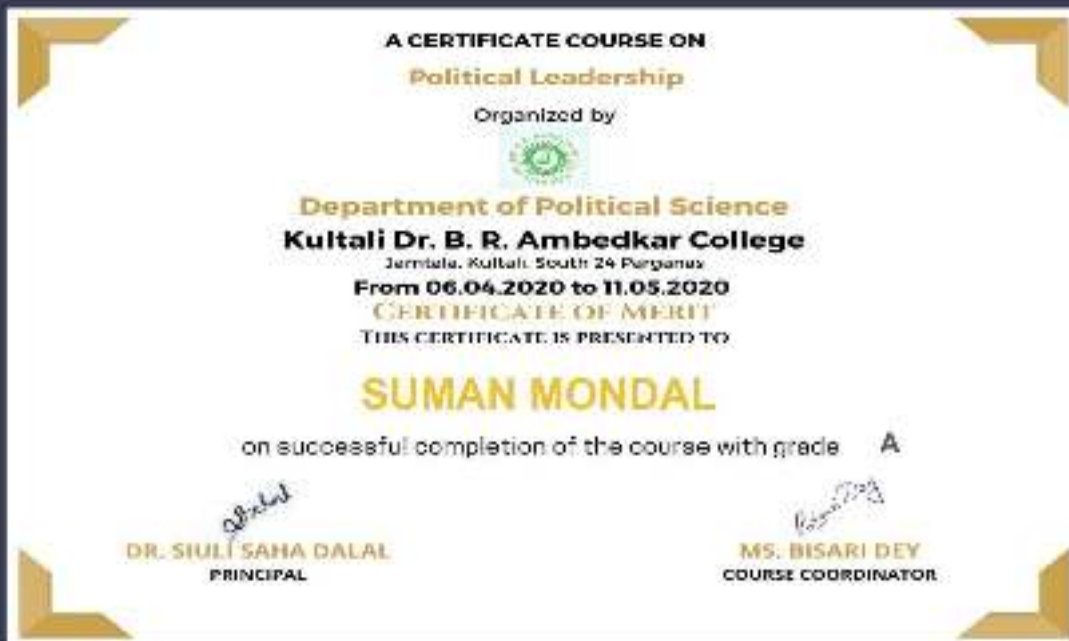 A CERTIFICATE COURSE ON
Political Leadership
Organized by
Department of Political Science
Kultali Dr. B. R. Ambedkar College
Jamtala, Kultali, South 24 Parganas
From 06.04.2020 to 11.05.2020
CERTIFICATE OF MERIT
THIS CERTIFICATE IS PRESENTED TO
SUMAN MONDAL
on successful completion of the course with grade A
DR. SIULI SAHA DALAL
PRINCIPAL
MS. BISARI DEY
COURSE COORDINATOR